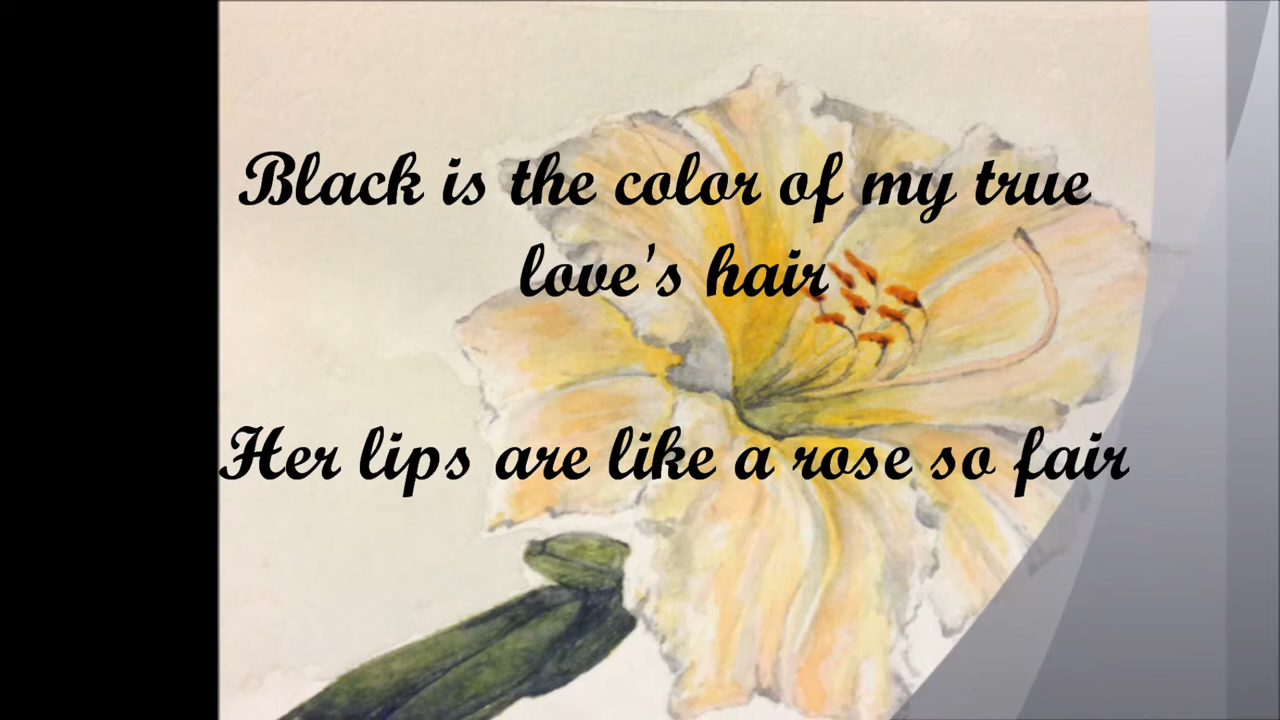 Black is the color of my true
love's hair
Her lips are like a rose so fair